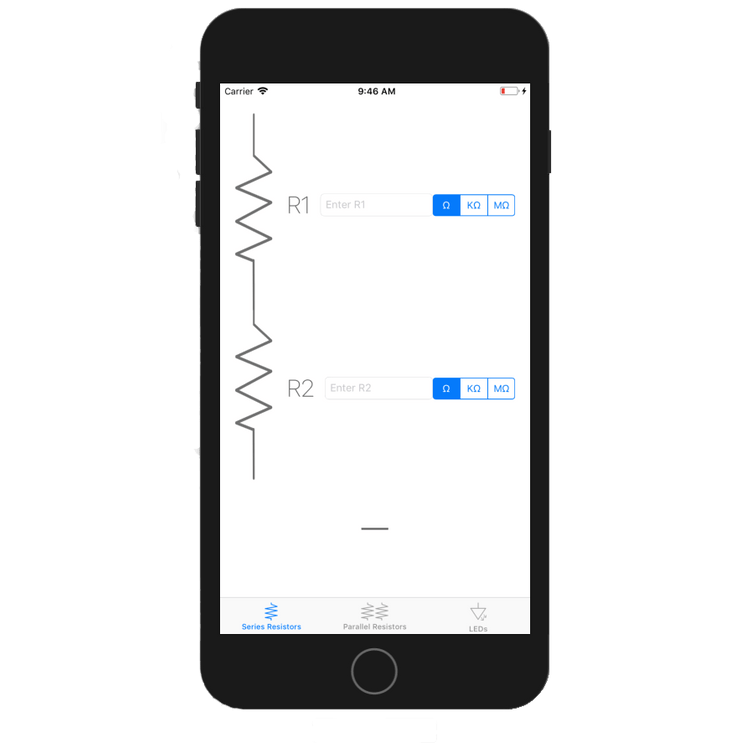 Carrier 9:46 AM
R1 Enter R1 Ω KΩ MΩ
R2 Enter R2 Ω KΩ MΩ
Series Resistors Parallel Resistors LEDs